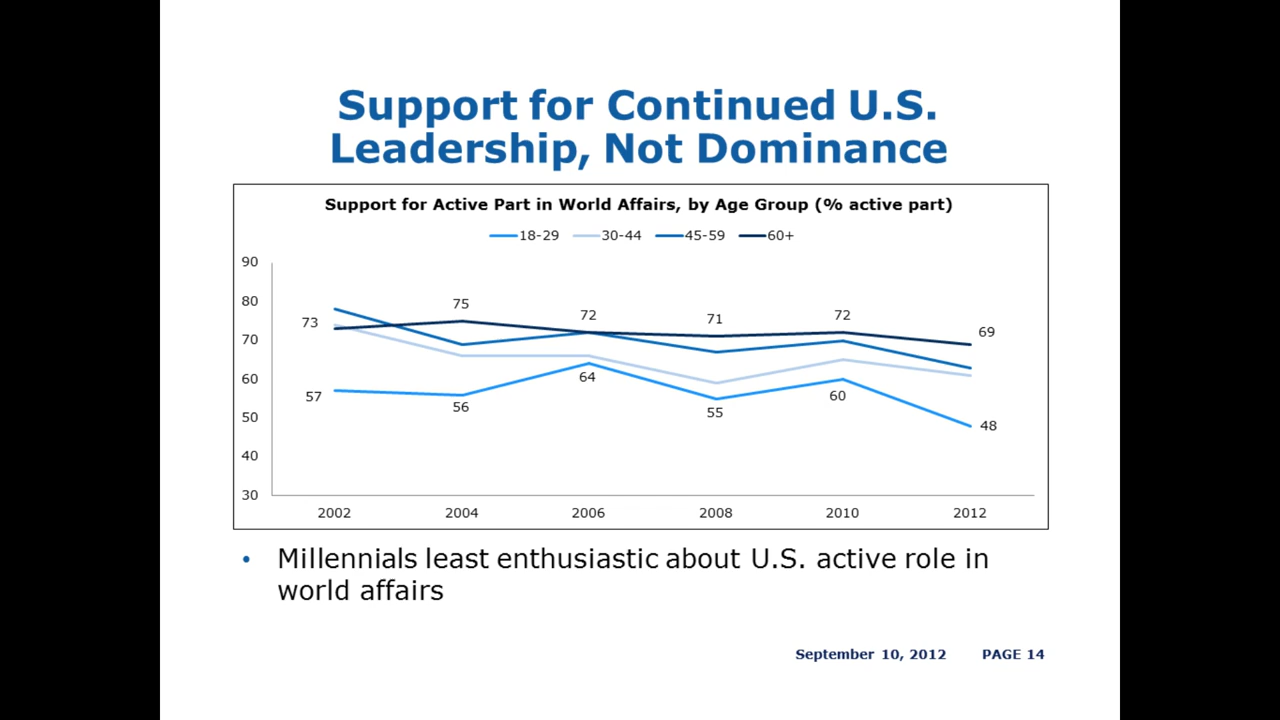 Support for Continued U.S.
Leadership, Not Dominance
Support for Active Part in World Affairs, by Age Group (% active part)
18-29 30-44 45-59 60+
90
80
70
60
50
40
30
73 75 72 71 72 69
57 56 64 55 60 48
2002 2004 2006 2008 2010 2012
• Millennials least enthusiastic about U.S. active role in
world affairs
September 10, 2012 PAGE 14